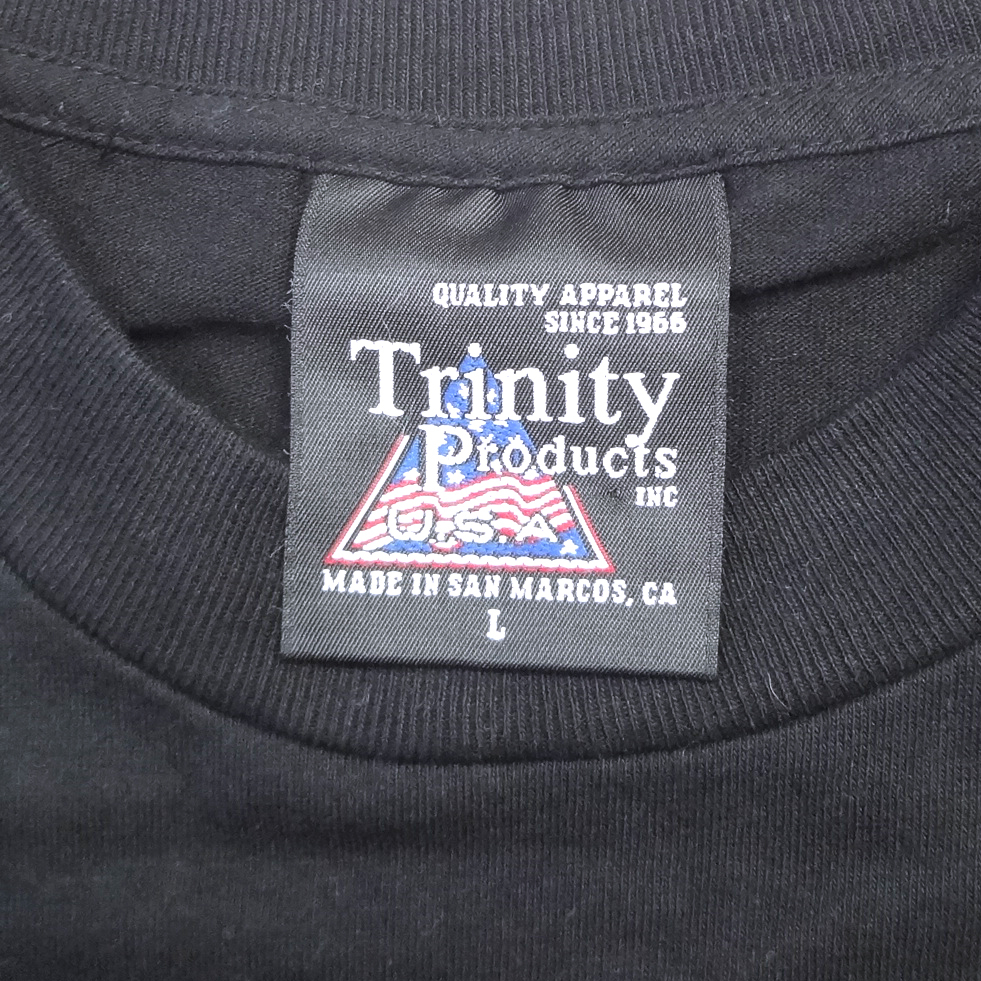 QUALITY APPAREL
SINCE 1966
Trinity
Products
INC
U.S.A
MADE IN SAN MARCOS, CA
L